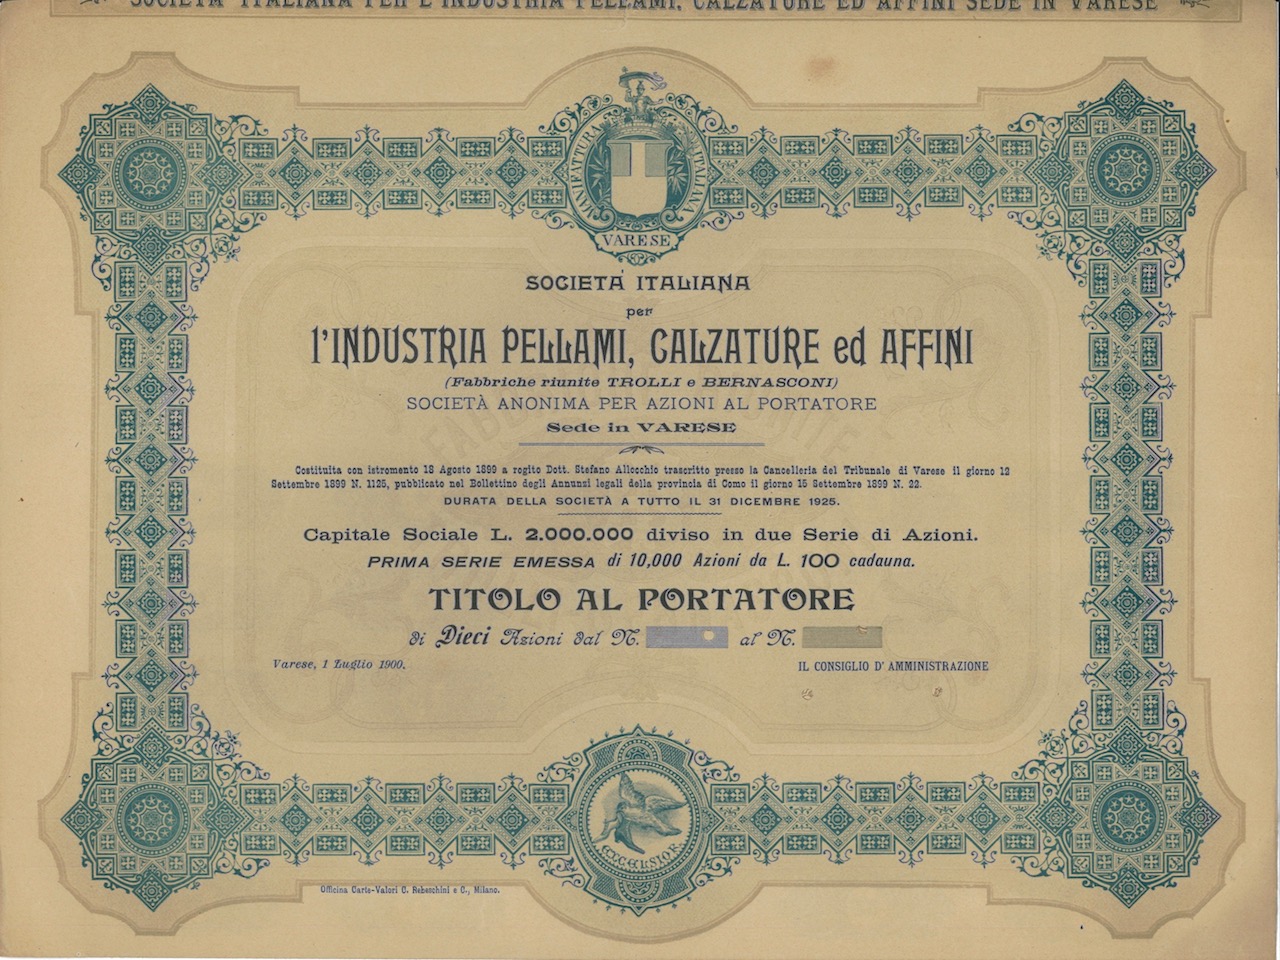 SOCIETÀ ITALIANA PER L'INDUSTRIA PELLAMI, CALZATURE ED AFFINI SEDE IN VARESE
MANIFATTURA ITALIANA
VARESE
SOCIETÀ ITALIANA
per
l'INDUSTRIA PELLAMI, CALZATURE ed AFFINI
(Fabbriche riunite TROLLI e BERNASCONI)
SOCIETÀ ANONIMA PER AZIONI AL PORTATORE
Sede in VARESE
Costituita con istromento 18 Agosto 1899 a rogito Dott. Stefano Allocchio trascritto presso la Cancelleria del Tribunale di Varese il giorno 12
Settembre 1899 N. 1125, pubblicato nel Bollettino degli Annunzi legali della provincia di Como il giorno 15 Settembre 1899 N. 22.
DURATA DELLA SOCIETÀ A TUTTO IL 31 DICEMBRE 1925.
Capitale Sociale L. 2.000.000 diviso in due Serie di Azioni.
PRIMA SERIE EMESSA di 10,000 Azioni da L. 100 cadauna.
TITOLO AL PORTATORE
di Dieci Azioni dal N. al N.
Varese, 1 Luglio 1900.
IL CONSIGLIO D'AMMINISTRAZIONE
EXCELSIOR
Officina Carte-Valori C. Rebeschini e C., Milano.